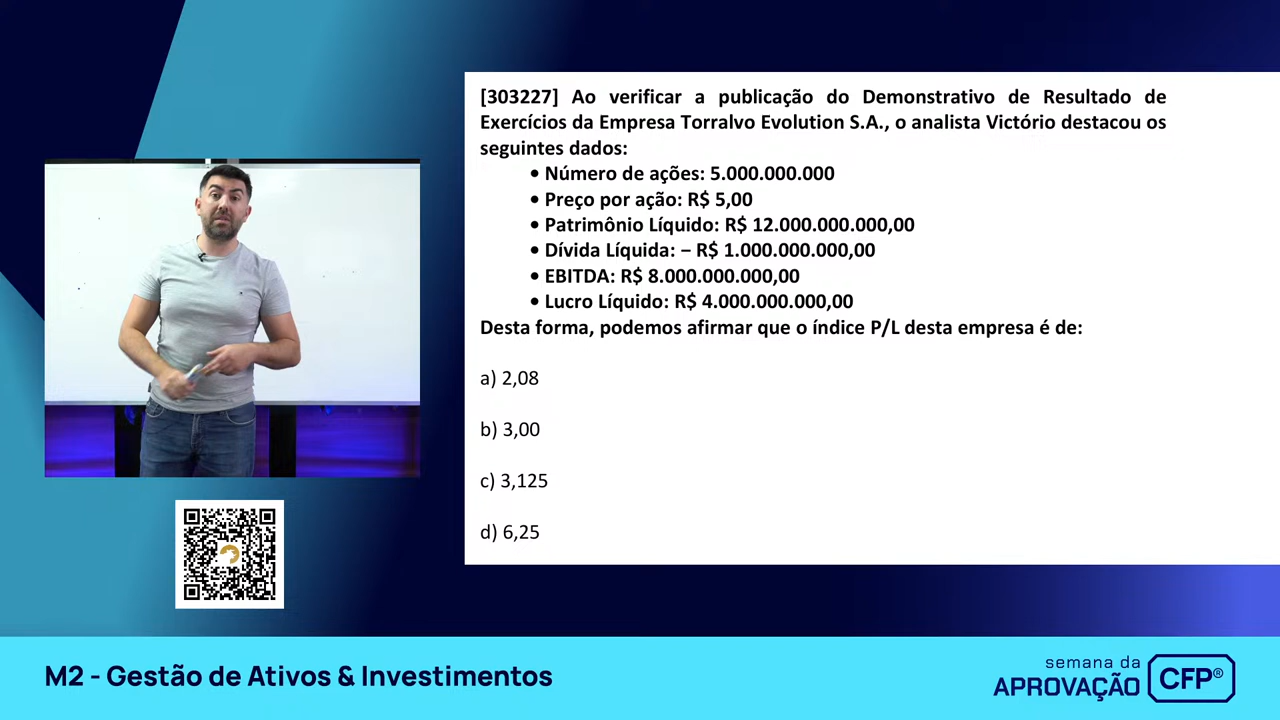 [303227] Ao verificar a publicação do Demonstrativo de Resultado de
Exercícios da Empresa Torralvo Evolution S.A., o analista Victório destacou os
seguintes dados:
• Número de ações: 5.000.000.000
• Preço por ação: R$ 5,00
• Patrimônio Líquido: R$ 12.000.000.000,00
• Dívida Líquida: – R$ 1.000.000.000,00
• EBITDA: R$ 8.000.000.000,00
• Lucro Líquido: R$ 4.000.000.000,00
Desta forma, podemos afirmar que o índice P/L desta empresa é de:
a) 2,08
b) 3,00
c) 3,125
d) 6,25
M2 - Gestão de Ativos & Investimentos
semana da
APROVAÇÃO
CFP®